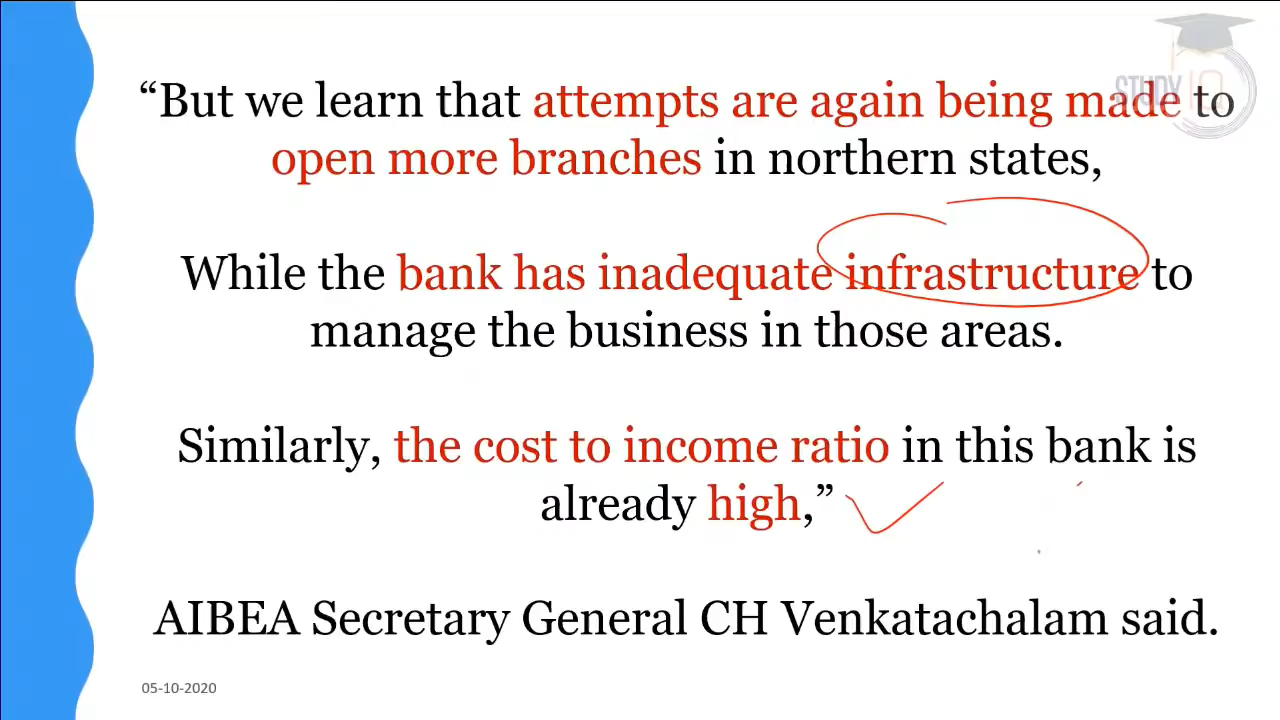 STUDY IQ
“But we learn that attempts are again being made to
open more branches in northern states,
While the bank has inadequate infrastructure to
manage the business in those areas.
Similarly, the cost to income ratio in this bank is
already high,”
AIBEA Secretary General CH Venkatachalam said.
05-10-2020